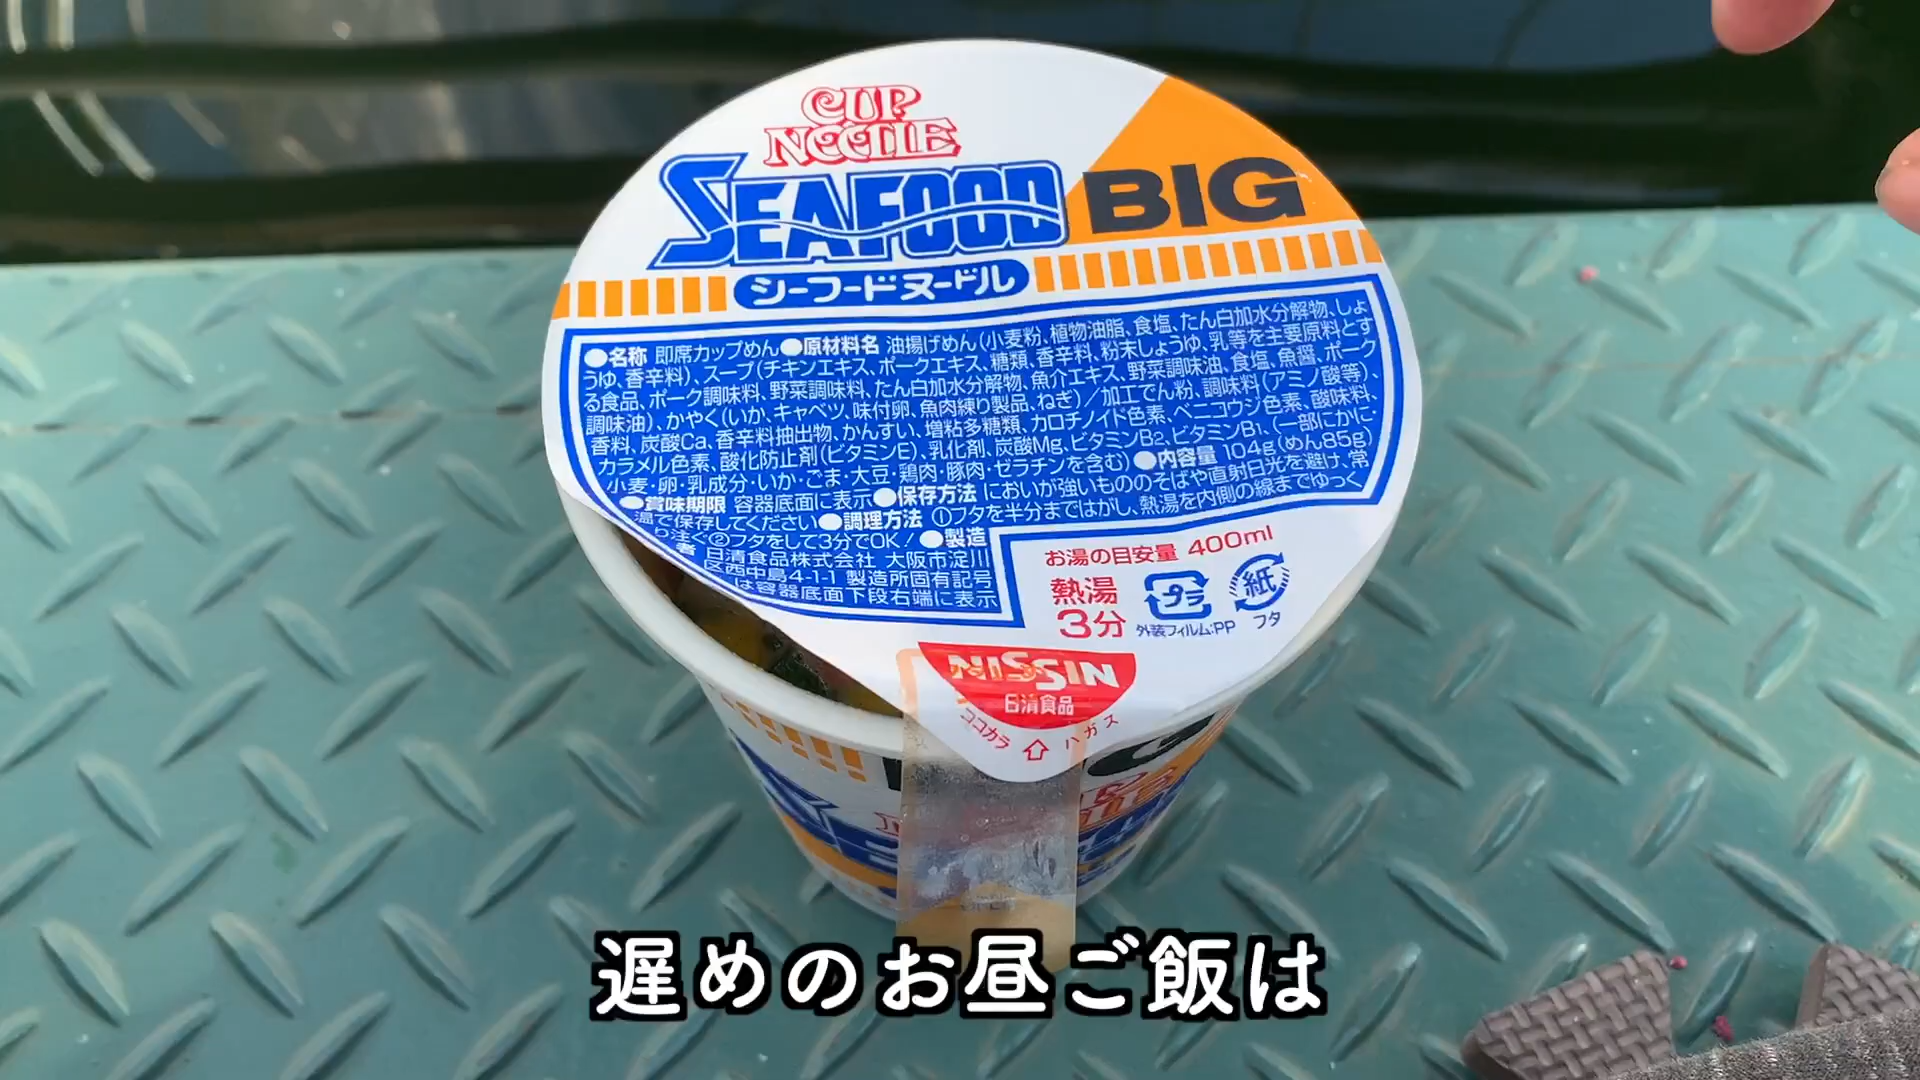 CUP
NOODLE
SEAFOOD BIG
シーフードヌードル
●名称 即席カップめん●原材料名 油揚げめん(小麦粉、植物油脂、食塩、たん白加水分解物、しょ
うゆ、香辛料)、スープ(チキンエキス、ポークエキス、糖類、香辛料、粉末しょうゆ、乳等を主要原料とす
る食品、ポーク調味料、野菜調味料、たん白加水分解物、魚介エキス、野菜調味油、食塩、魚醤、ポーク
調味油)、かやく(いか、キャベツ、味付卵、魚肉練り製品、ねぎ)／加工でん粉、調味料(アミノ酸等)、
香料、炭酸Ca、香辛料抽出物、かんすい、増粘多糖類、カロチノイド色素、ベニコウジ色素、酸味料、
カラメル色素、酸化防止剤(ビタミンE)、乳化剤、炭酸Mg、ビタミンB2、ビタミンB1、(一部にかに・
小麦・卵・乳成分・いか・ごま・大豆・鶏肉・豚肉・ゼラチンを含む)●内容量 104g(めん85g)
●賞味期限 容器底面に表示●保存方法 においが強いもののそばや直射日光を避け、常
温で保存してください●調理方法 ①フタを半分まではがし、熱湯を内側の線までゆっく
り注ぐ②フタをして3分でOK!●製造
者 日清食品株式会社 大阪市淀川
区西中島4-1-1 製造所固有記号
は容器底面下段右端に表示
お湯の目安量 400ml
熱湯
3分
プラ
外装フィルム:PP
紙
フタ
NISSIN
日清食品
ココカラ ハガス
遅めのお昼ご飯は